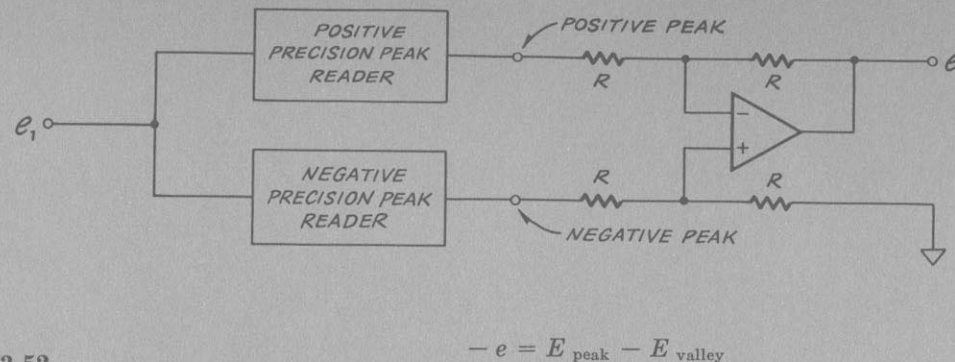 POSITIVE
PRECISION PEAK
READER
POSITIVE PEAK
R
R
e
e₁
−
+
NEGATIVE
PRECISION PEAK
READER
R
R
NEGATIVE PEAK
− e = E peak − E valley